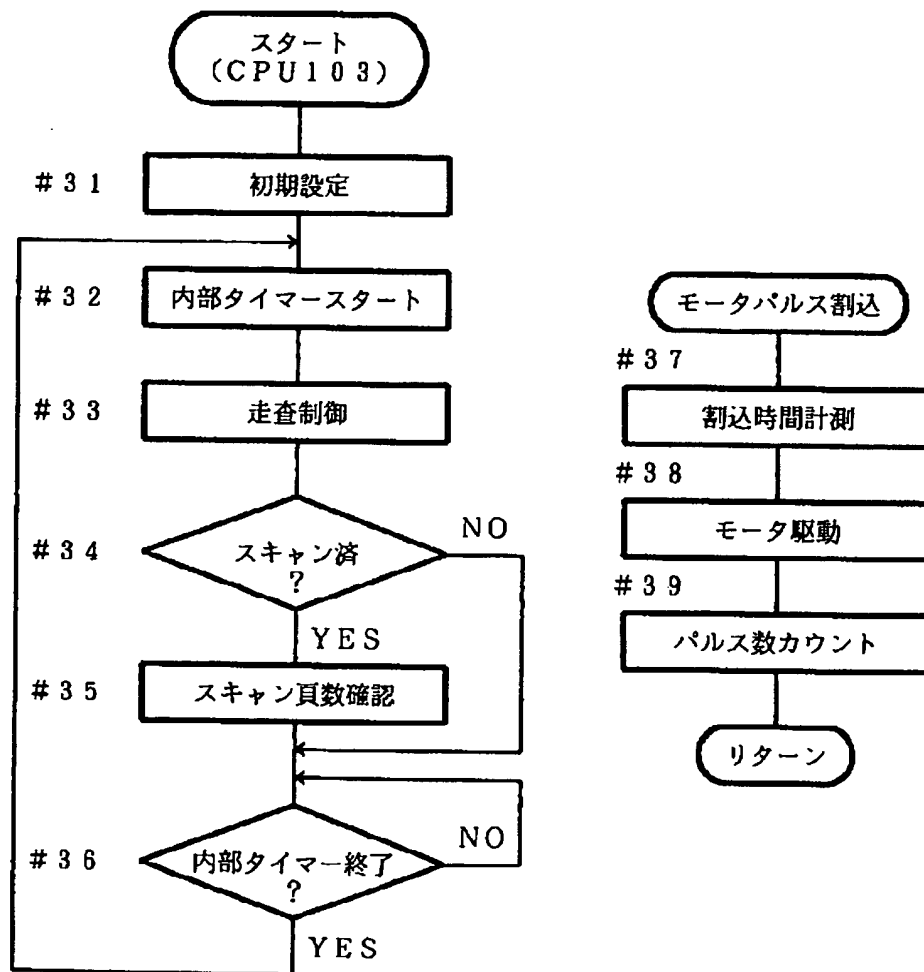 スタート
(CPU103)
#31
初期設定
#32
内部タイマースタート
#33
走査制御
#34
スキャン済
?
NO
YES
#35
スキャン頁数確認
#36
内部タイマー終了
?
NO
YES
モータパルス割込
#37
割込時間計測
#38
モータ駆動
#39
パルス数カウント
リターン